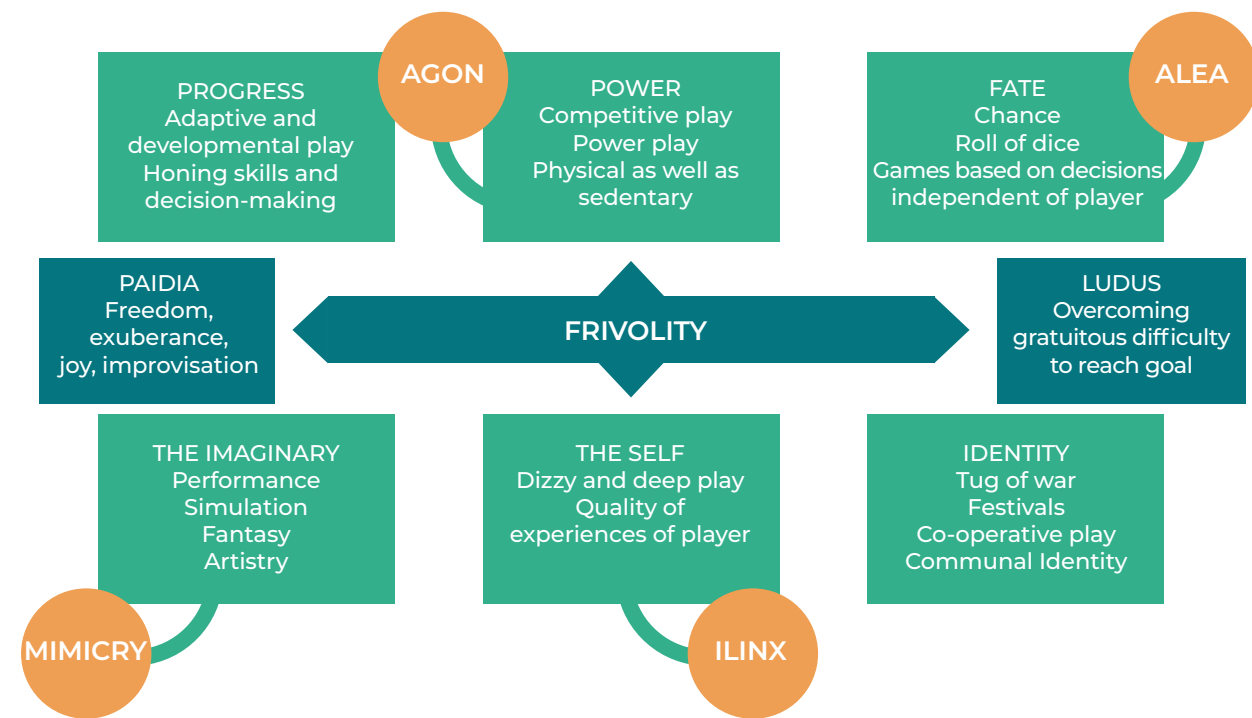 AGON
ALEA
PROGRESS
Adaptive and
developmental play
Honing skills and
decision-making
POWER
Competitive play
Power play
Physical as well as
sedentary
FATE
Chance
Roll of dice
Games based on decisions
independent of player
PAIDIA
Freedom,
exuberance,
joy, improvisation
FRIVOLITY
LUDUS
Overcoming
gratuitous difficulty
to reach goal
THE IMAGINARY
Performance
Simulation
Fantasy
Artistry
THE SELF
Dizzy and deep play
Quality of
experiences of player
IDENTITY
Tug of war
Festivals
Co-operative play
Communal Identity
MIMICRY
ILINX